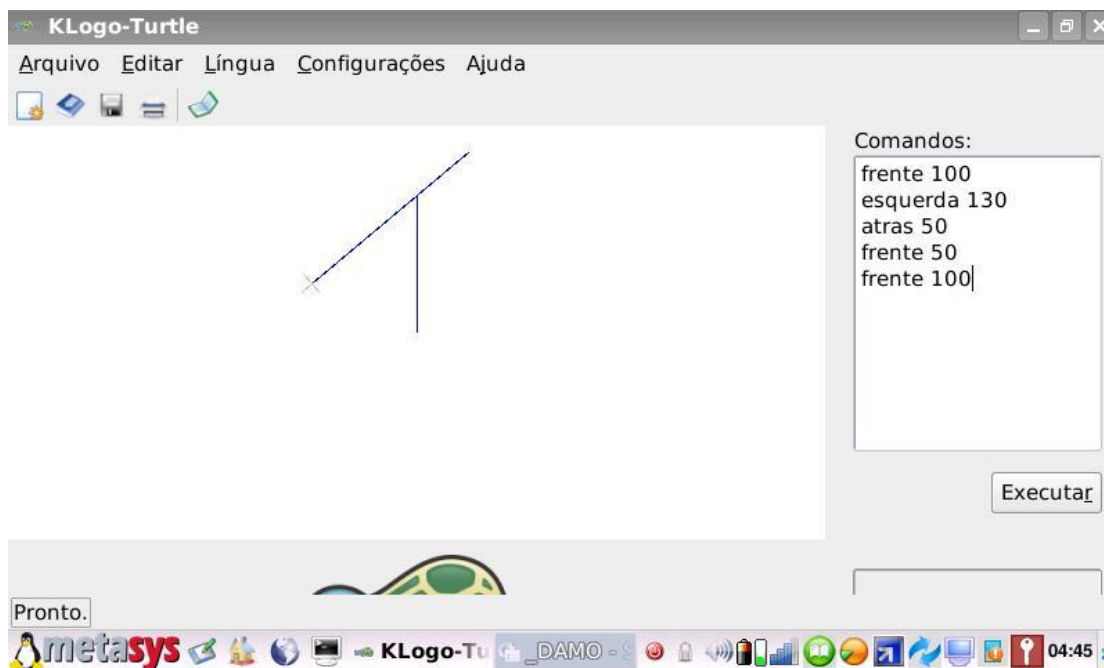 KLogo-Turtle
Arquivo Editar Língua Configurações Ajuda
Comandos:
frente 100
esquerda 130
atras 50
frente 50
frente 100
Executar
Pronto.
metasys KLogo-Tu _DAMO - S 04:45